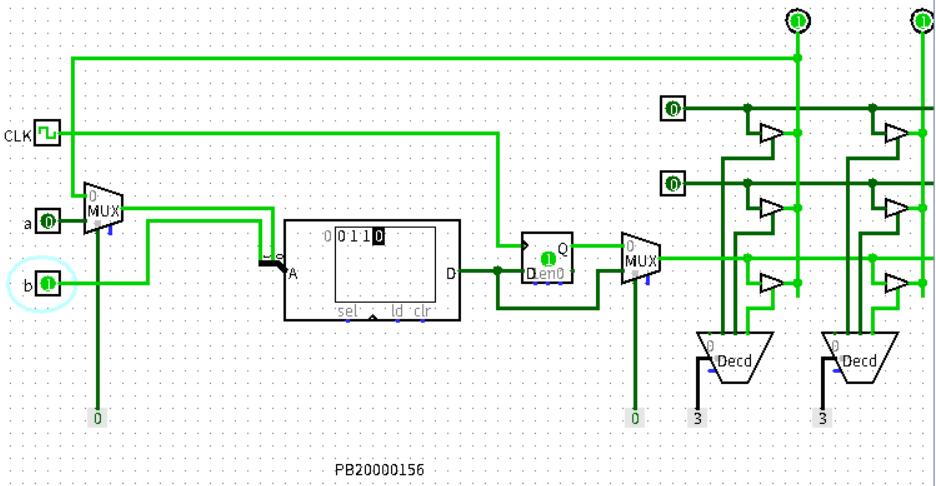 1 1
CLK
0
0
MUX
a 0
0
b 1
A
0 0 1 1 0
D
sel ld clr
D Q
1
en 0
0
MUX
0
Decd
0
Decd
0 0 3 3
PB20000156